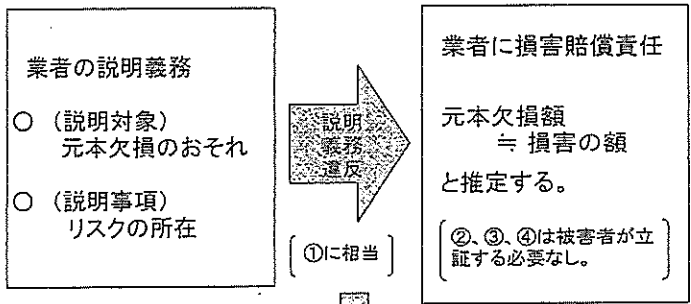 業者の説明義務
○ (説明対象)
元本欠損のおそれ
○ (説明事項)
リスクの所在
説明
義務
違反
①に相当
業者に損害賠償責任
元本欠損額
≒ 損害の額
と推定する。
②、③、④は被害者が立
証する必要なし。